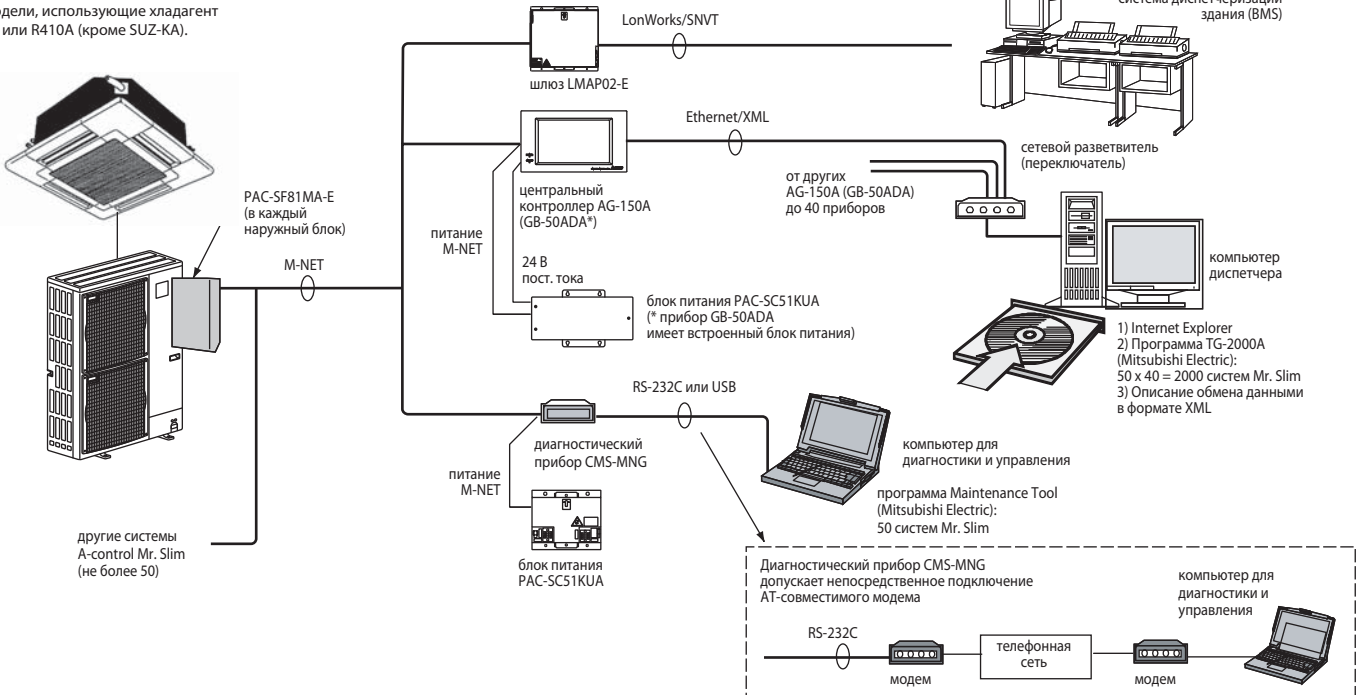 использующие хладагент
или R410A (кроме SUZ-KA).
LonWorks/SNVT
здания (BMS)
шлюз LMAP02-E
Ethernet/XML
сетевой разветвитель
(переключатель)
от других
AG-150A (GB-50ADA)
до 40 приборов
центральный
контроллер AG-150A
(GB-50ADA*)
PAC-SF81MA-E
(в каждый
наружный блок)
питание
M-NET
M-NET
24 В
пост. тока
компьютер
диспетчера
блок питания PAC-SC51KUA
(* прибор GB-50ADA
имеет встроенный блок питания)
1) Internet Explorer
2) Программа TG-2000A
(Mitsubishi Electric):
50 x 40 = 2000 систем Mr. Slim
3) Описание обмена данными
в формате XML
RS-232C или USB
диагностический
прибор CMS-MNG
компьютер для
диагностики и управления
питание
M-NET
программа Maintenance Tool
(Mitsubishi Electric):
50 систем Mr. Slim
другие системы
A-control Mr. Slim
(не более 50)
блок питания
PAC-SC51KUA
Диагностический прибор CMS-MNG
допускает непосредственное подключение
АТ-совместимого модема
компьютер для
диагностики и
управления
RS-232C
телефонная
сеть
модем
модем